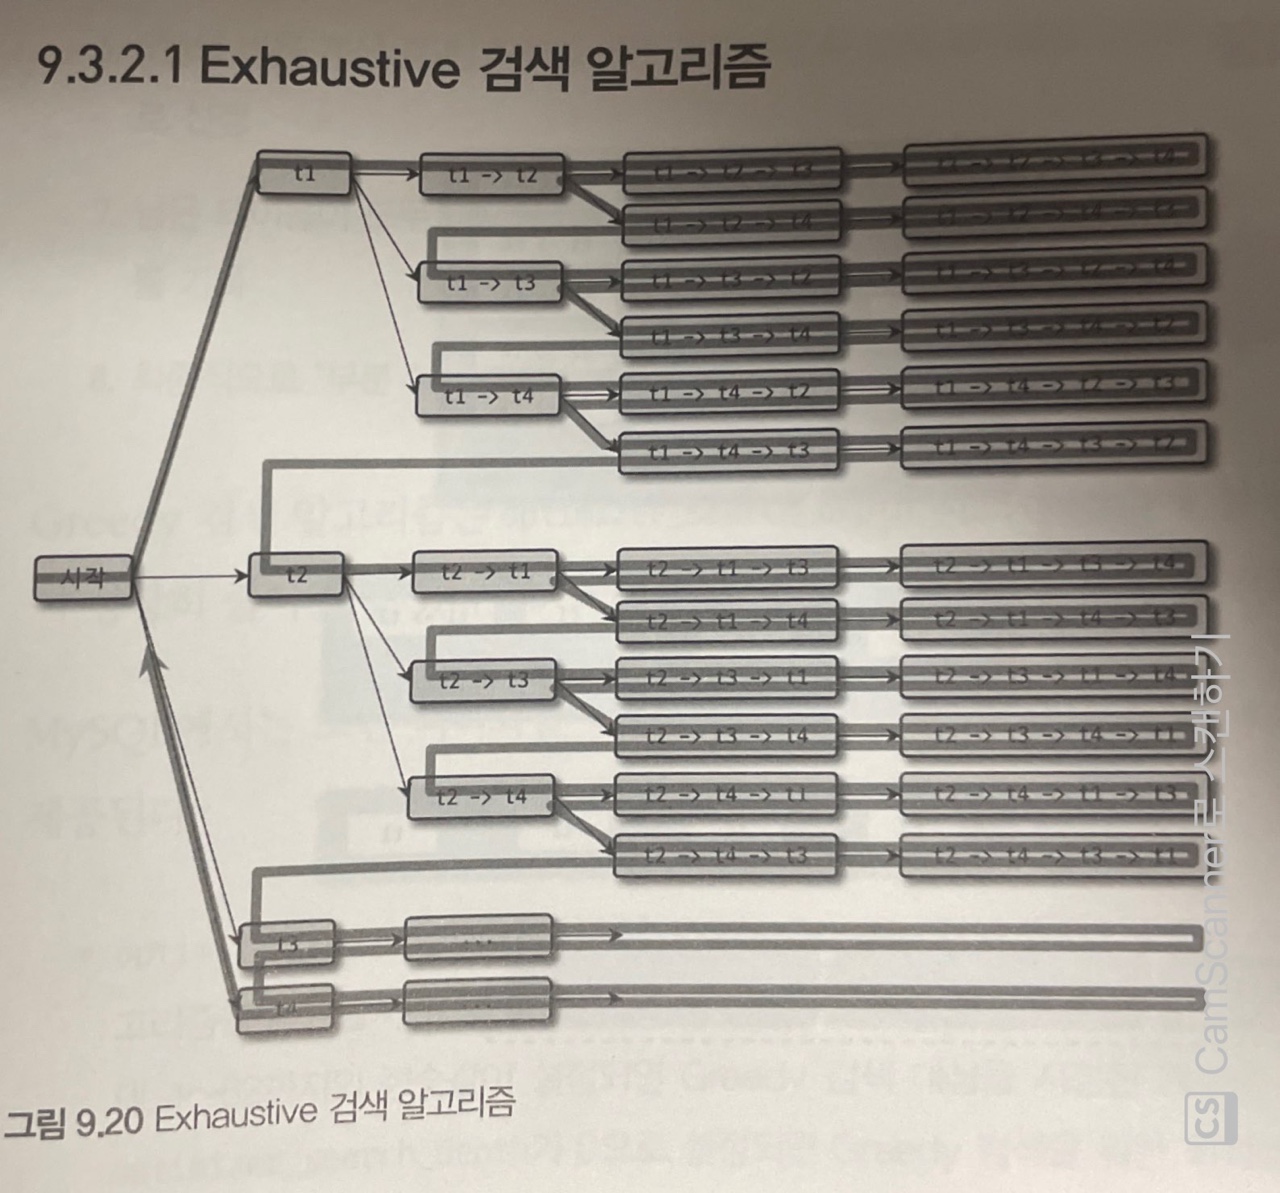 9.3.2.1 Exhaustive 검색 알고리즘
t1
t1 -> t2
t1 -> t2 -> t3
t1 -> t2 -> t3 -> t4
t1 -> t2 -> t4
t1 -> t2 -> t4 -> t3
t1 -> t3
t1 -> t3 -> t2
t1 -> t3 -> t2 -> t4
t1 -> t3 -> t4
t1 -> t3 -> t4 -> t2
t1 -> t4
t1 -> t4 -> t2
t1 -> t4 -> t2 -> t3
t1 -> t4 -> t3
t1 -> t4 -> t3 -> t2
시작
t2
t2 -> t1
t2 -> t1 -> t3
t2 -> t1 -> t3 -> t4
t2 -> t1 -> t4
t2 -> t1 -> t4 -> t3
t2 -> t3
t2 -> t3 -> t1
t2 -> t3 -> t1 -> t4
t2 -> t3 -> t4
t2 -> t3 -> t4 -> t1
t2 -> t4
t2 -> t4 -> t1
t2 -> t4 -> t1 -> t3
t2 -> t4 -> t3
t2 -> t4 -> t3 -> t1
t3
...
t4
...
그림 9.20 Exhaustive 검색 알고리즘
CS CamScanner로 스캔하기